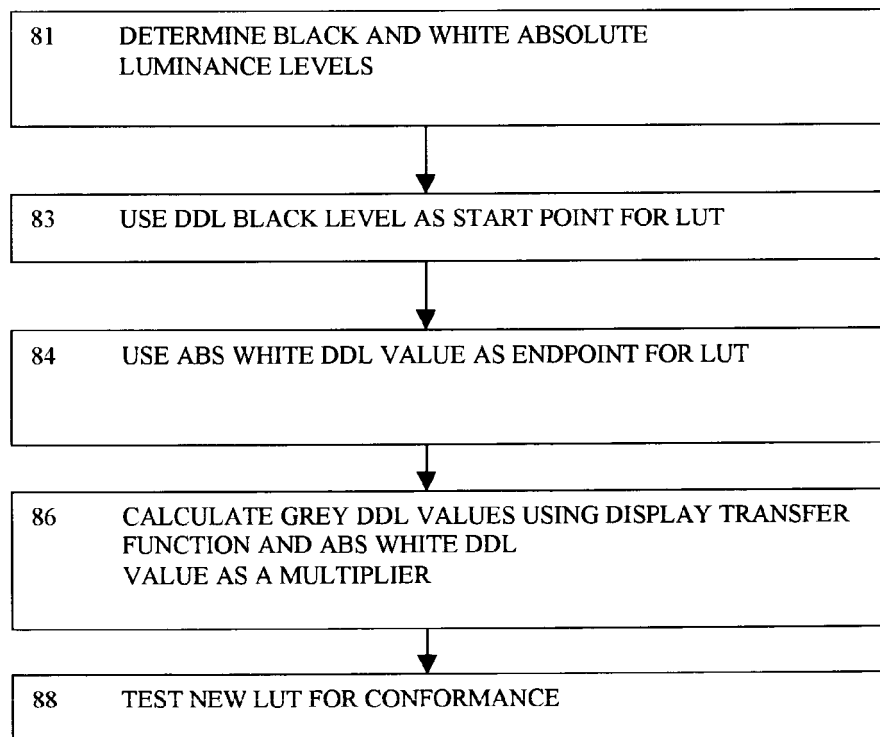 81 DETERMINE BLACK AND WHITE ABSOLUTE
LUMINANCE LEVELS
83 USE DDL BLACK LEVEL AS START POINT FOR LUT
84 USE ABS WHITE DDL VALUE AS ENDPOINT FOR LUT
86 CALCULATE GREY DDL VALUES USING DISPLAY TRANSFER
FUNCTION AND ABS WHITE DDL
VALUE AS A MULTIPLIER
88 TEST NEW LUT FOR CONFORMANCE